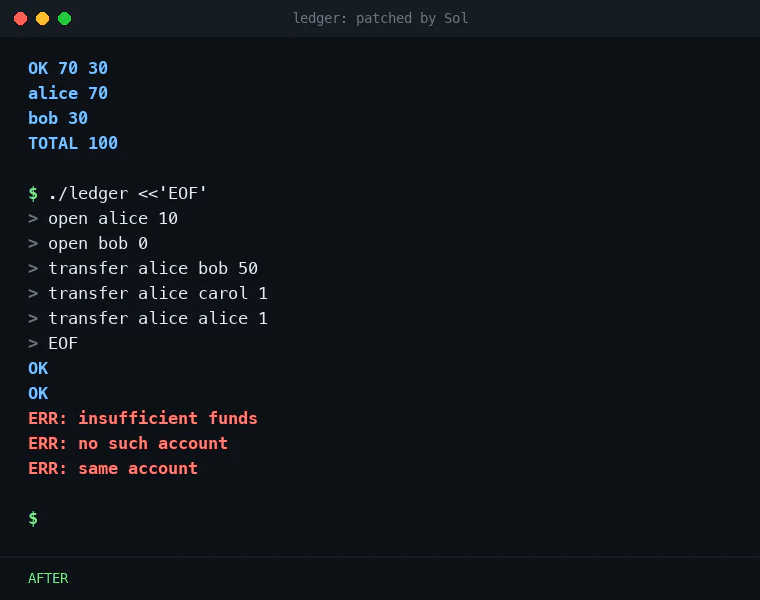 ledger: patched by Sol
OK 70 30
alice 70
bob 30
TOTAL 100
$ ./ledger <<'EOF'
> open alice 10
> open bob 0
> transfer alice bob 50
> transfer alice carol 1
> transfer alice alice 1
> EOF
OK
OK
ERR: insufficient funds
ERR: no such account
ERR: same account
$
AFTER